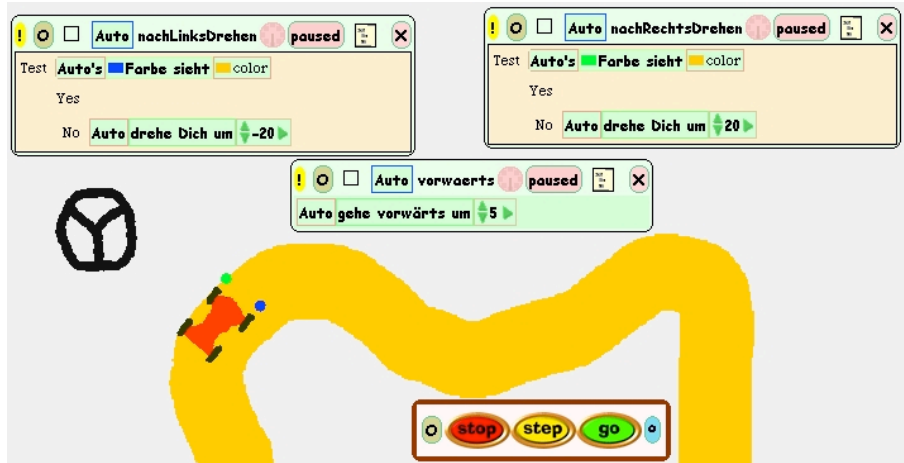 ! O Auto nachLinksDrehen paused
Test Auto's Farbe sieht color
Yes
No Auto drehe Dich um -20
! O Auto nachRechtsDrehen paused
Test Auto's Farbe sieht color
Yes
No Auto drehe Dich um 20
! O Auto vorwaerts paused
Auto gehe vorwärts um 5
stop step go